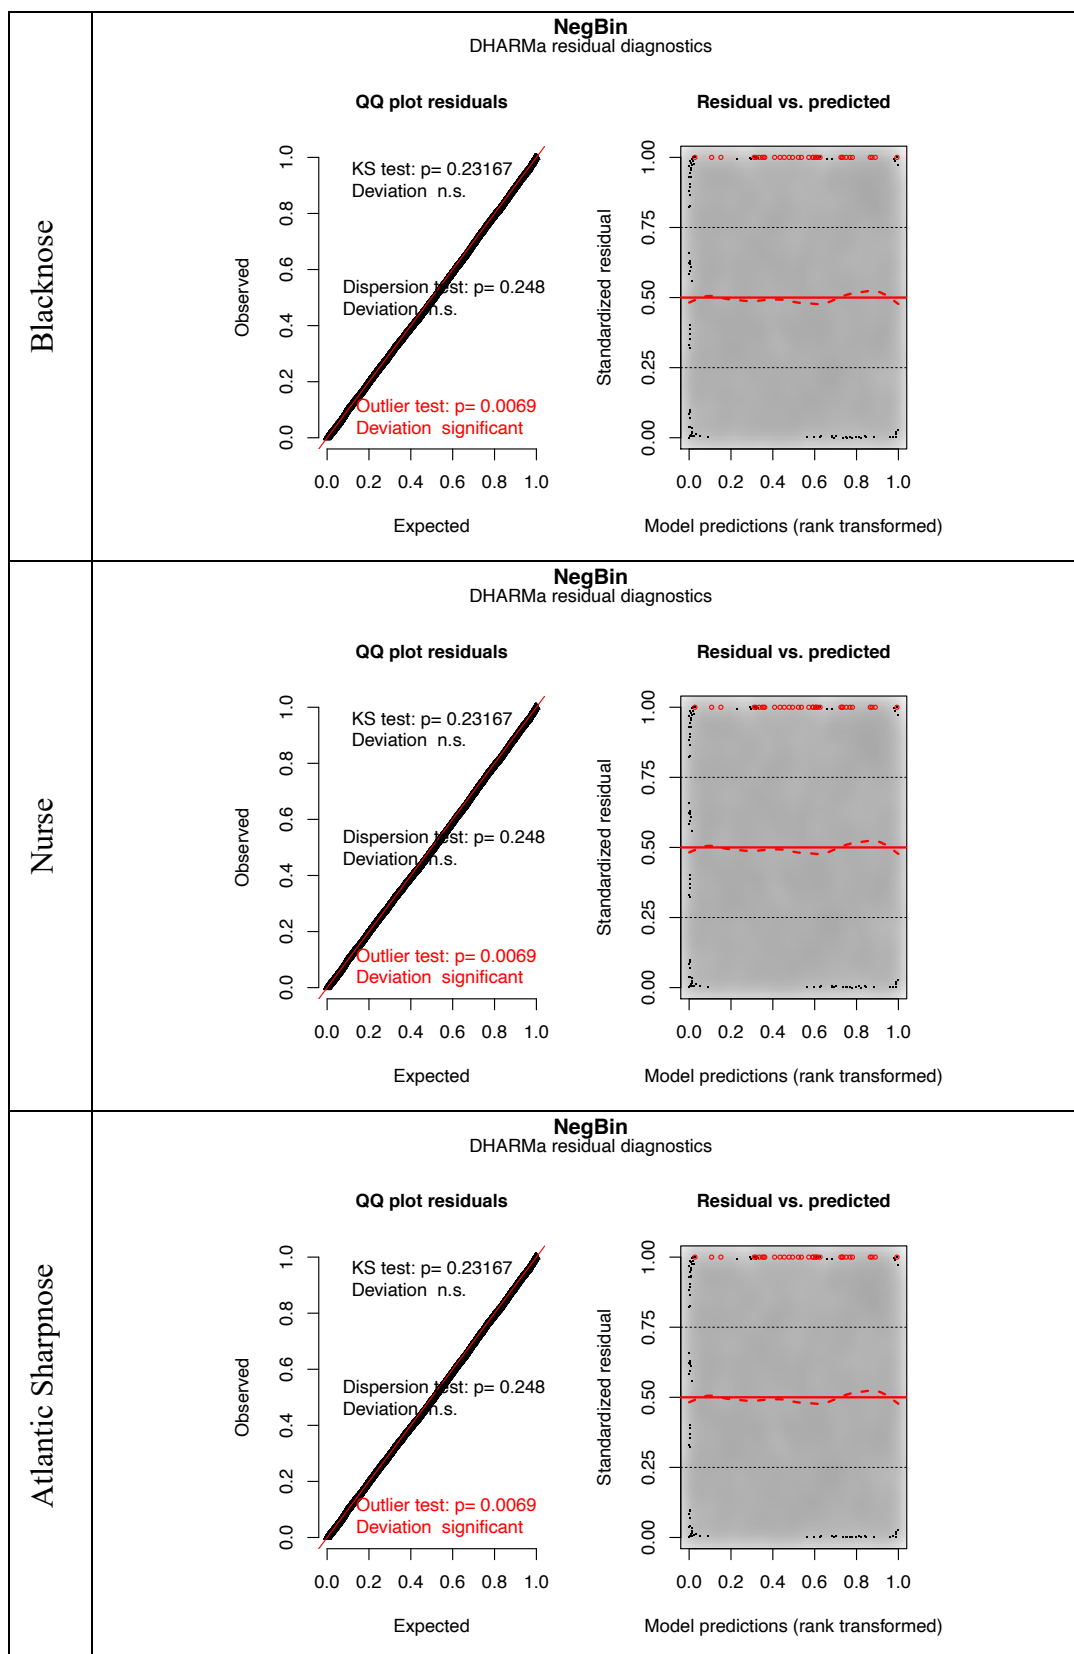 Blacknose
NegBin
DHARMa residual diagnostics
QQ plot residuals
KS test: p= 0.23167
Deviation n.s.
Dispersion test: p= 0.248
Deviation n.s.
Outlier test: p= 0.0069
Deviation significant
Observed
0.0 0.2 0.4 0.6 0.8 1.0
0.0 0.2 0.4 0.6 0.8 1.0
Expected
Residual vs. predicted
Standardized residual
0.00 0.25 0.50 0.75 1.00
0.0 0.2 0.4 0.6 0.8 1.0
Model predictions (rank transformed)
Nurse
NegBin
DHARMa residual diagnostics
QQ plot residuals
KS test: p= 0.23167
Deviation n.s.
Dispersion test: p= 0.248
Deviation n.s.
Outlier test: p= 0.0069
Deviation significant
Observed
0.0 0.2 0.4 0.6 0.8 1.0
0.0 0.2 0.4 0.6 0.8 1.0
Expected
Residual vs. predicted
Standardized residual
0.00 0.25 0.50 0.75 1.00
0.0 0.2 0.4 0.6 0.8 1.0
Model predictions (rank transformed)
Atlantic Sharpnose
NegBin
DHARMa residual diagnostics
QQ plot residuals
KS test: p= 0.23167
Deviation n.s.
Dispersion test: p= 0.248
Deviation n.s.
Outlier test: p= 0.0069
Deviation significant
Observed
0.0 0.2 0.4 0.6 0.8 1.0
0.0 0.2 0.4 0.6 0.8 1.0
Expected
Residual vs. predicted
Standardized residual
0.00 0.25 0.50 0.75 1.00
0.0 0.2 0.4 0.6 0.8 1.0
Model predictions (rank transformed)